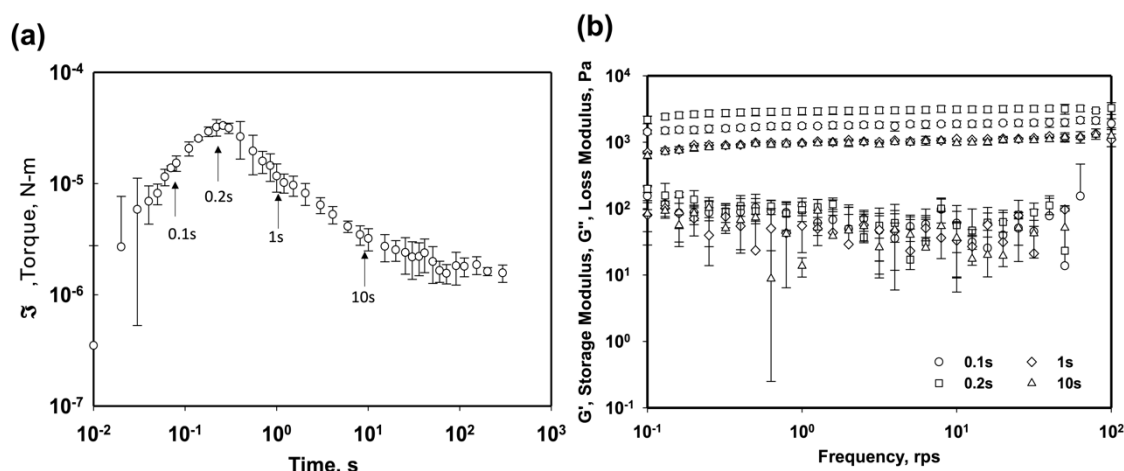 (a)
10-4
10-5
10-6
10-7
ℑ ,Torque, N-m
0.1s
0.2s
1s
10s
10-2
10-1
100
101
102
103
Time, s
(b)
104
103
102
101
100
10-1
G', Storage Modulus, G'', Loss Modulus, Pa
0.1s
1s
0.2s
10s
10-1
100
101
102
Frequency, rps